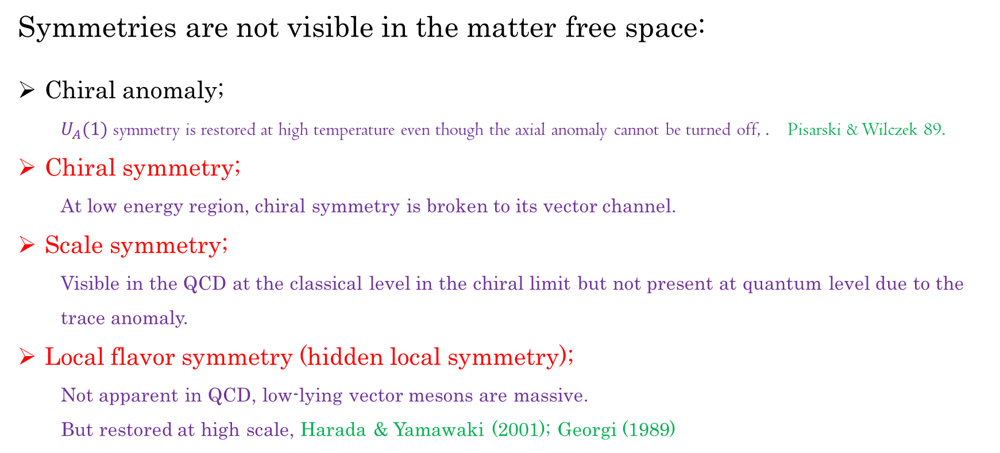 Symmetries are not visible in the matter free space:
➢ Chiral anomaly;
U_A(1) symmetry is restored at high temperature even though the axial anomaly cannot be turned off, . Pisarski & Wilczek 89.
➢ Chiral symmetry;
At low energy region, chiral symmetry is broken to its vector channel.
➢ Scale symmetry;
Visible in the QCD at the classical level in the chiral limit but not present at quantum level due to the
trace anomaly.
➢ Local flavor symmetry (hidden local symmetry);
Not apparent in QCD, low-lying vector mesons are massive.
But restored at high scale, Harada & Yamawaki (2001); Georgi (1989)